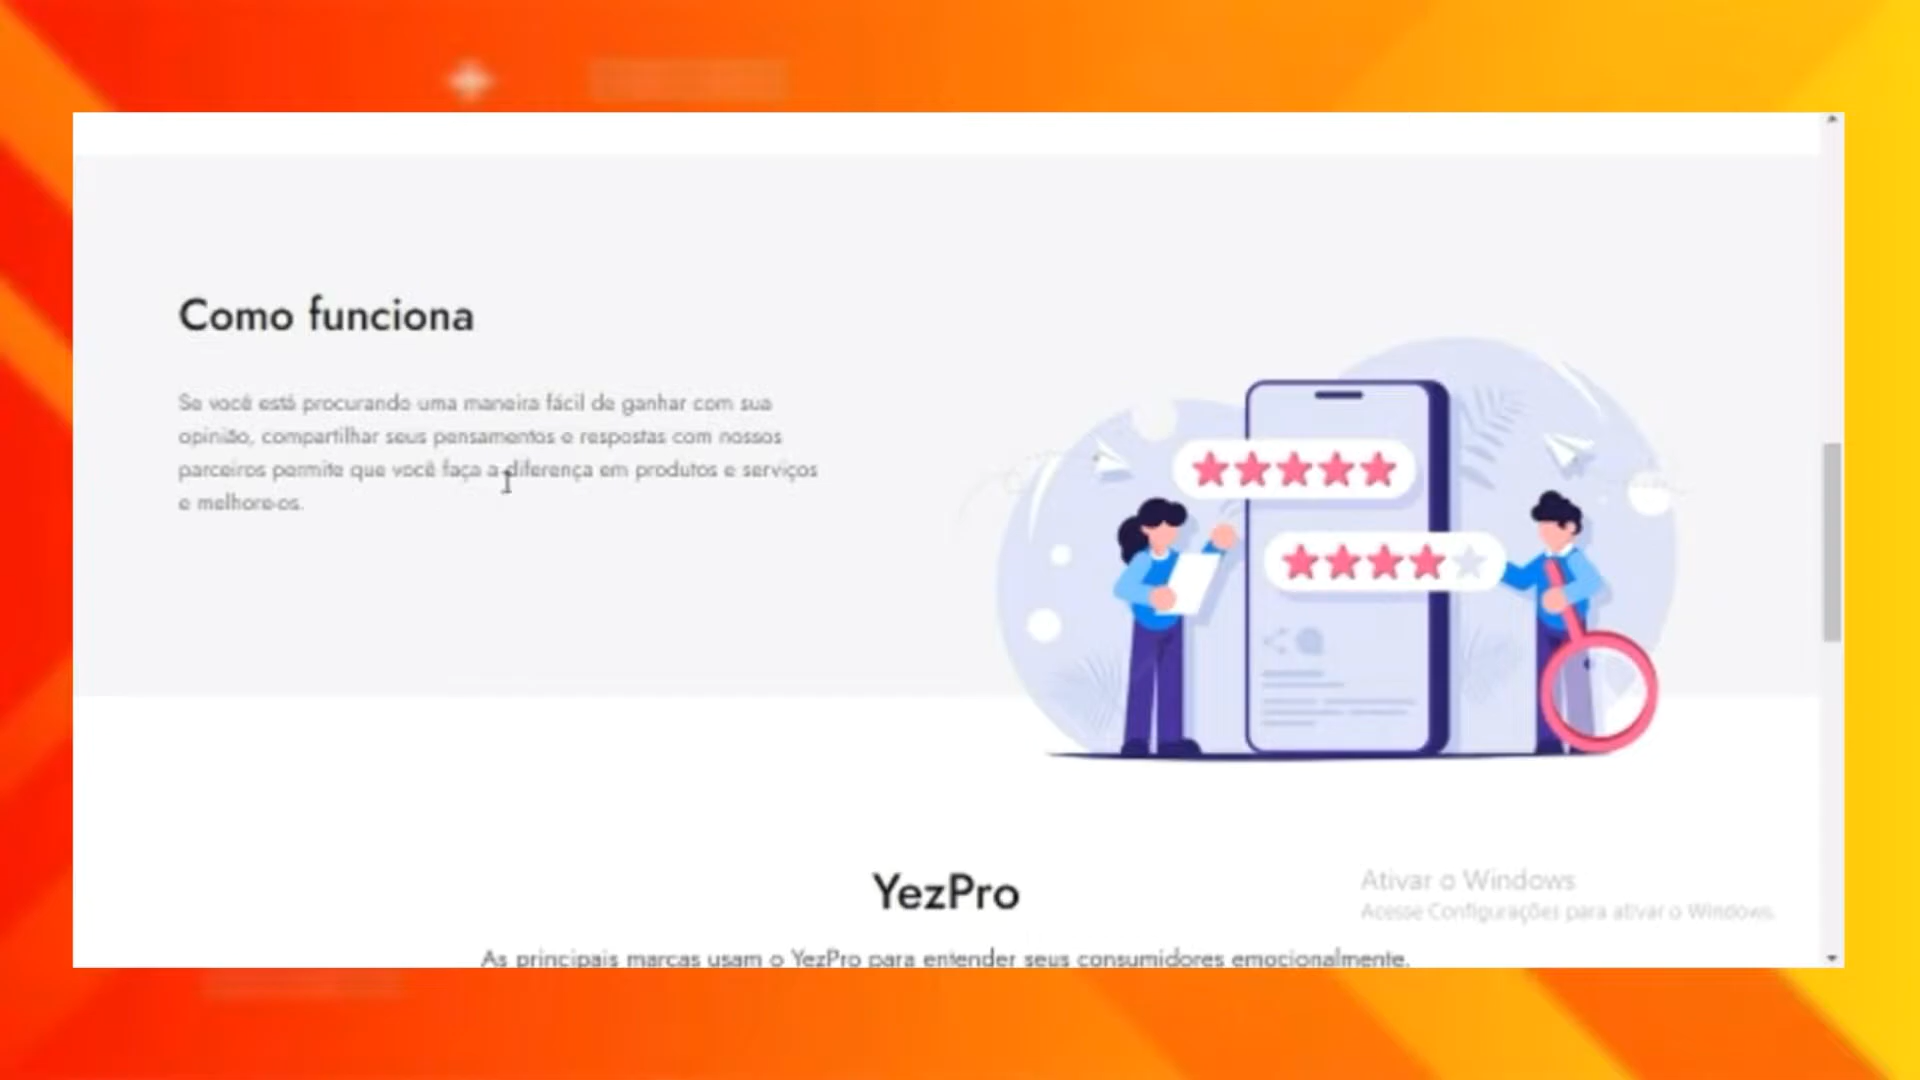 Como funciona
Se você está procurando uma maneira fácil de ganhar com sua
opinião, compartilhar seus pensamentos e respostas com nossos
parceiros permite que você faça a diferença em produtos e serviços
e melhore-os.
YezPro
As principais marcas usam o YezPro para entender seus consumidores emocionalmente.
Ativar o Windows
Acesse Configurações para ativar o Windows.